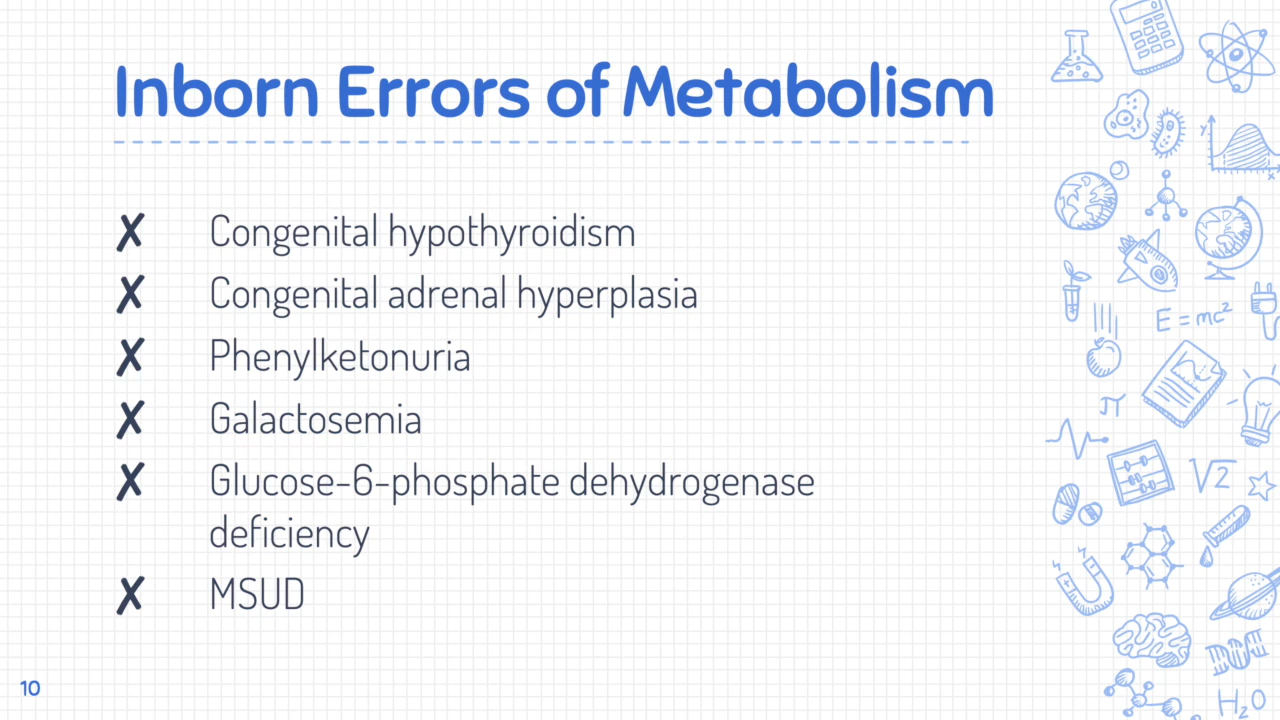 Inborn Errors of Metabolism
✗ Congenital hypothyroidism
✗ Congenital adrenal hyperplasia
✗ Phenylketonuria
✗ Galactosemia
✗ Glucose-6-phosphate dehydrogenase
deficiency
✗ MSUD
10
y
x
E=mc²
π
√2
H₂O